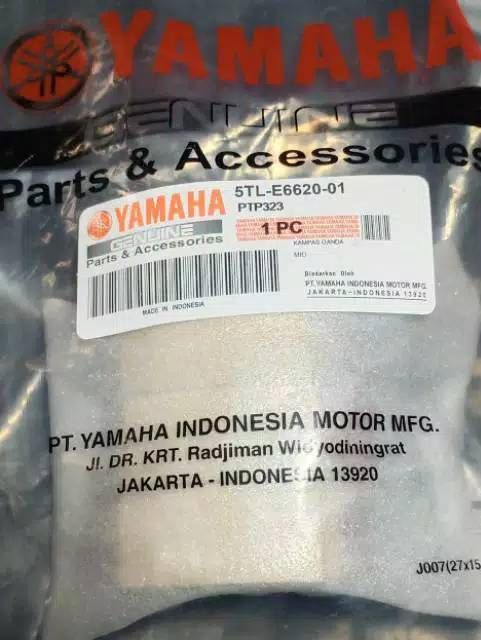 YAMAHA
GENUINE
Parts & Accessories
YAMAHA
GENUINE
Parts & Accessories
5TL-E6620-01
PTP323
1 PC
KAMPAS GANDA
MIO
MADE IN INDONESIA
Diedarkan Oleh
PT. YAMAHA INDONESIA MOTOR MFG.
JAKARTA-INDONESIA 13920
PT. YAMAHA INDONESIA MOTOR MFG.
Jl. DR. KRT. Radjiman Widyodiningrat
JAKARTA - INDONESIA 13920
J007(27x15